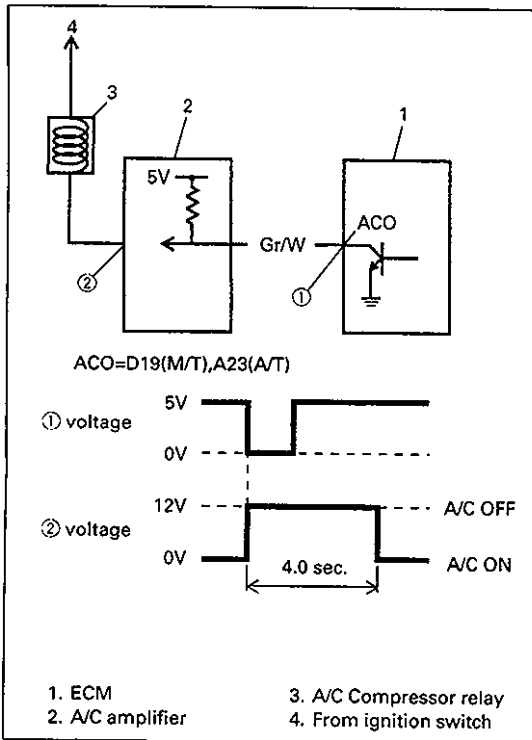 4
3
2
1
5V
ACO
Gr/W
②
①
ACO=D19(M/T),A23(A/T)
① voltage
5V
0V
② voltage
12V
A/C OFF
0V
4.0 sec.
A/C ON
1. ECM
2. A/C amplifier
3. A/C Compressor relay
4. From ignition switch